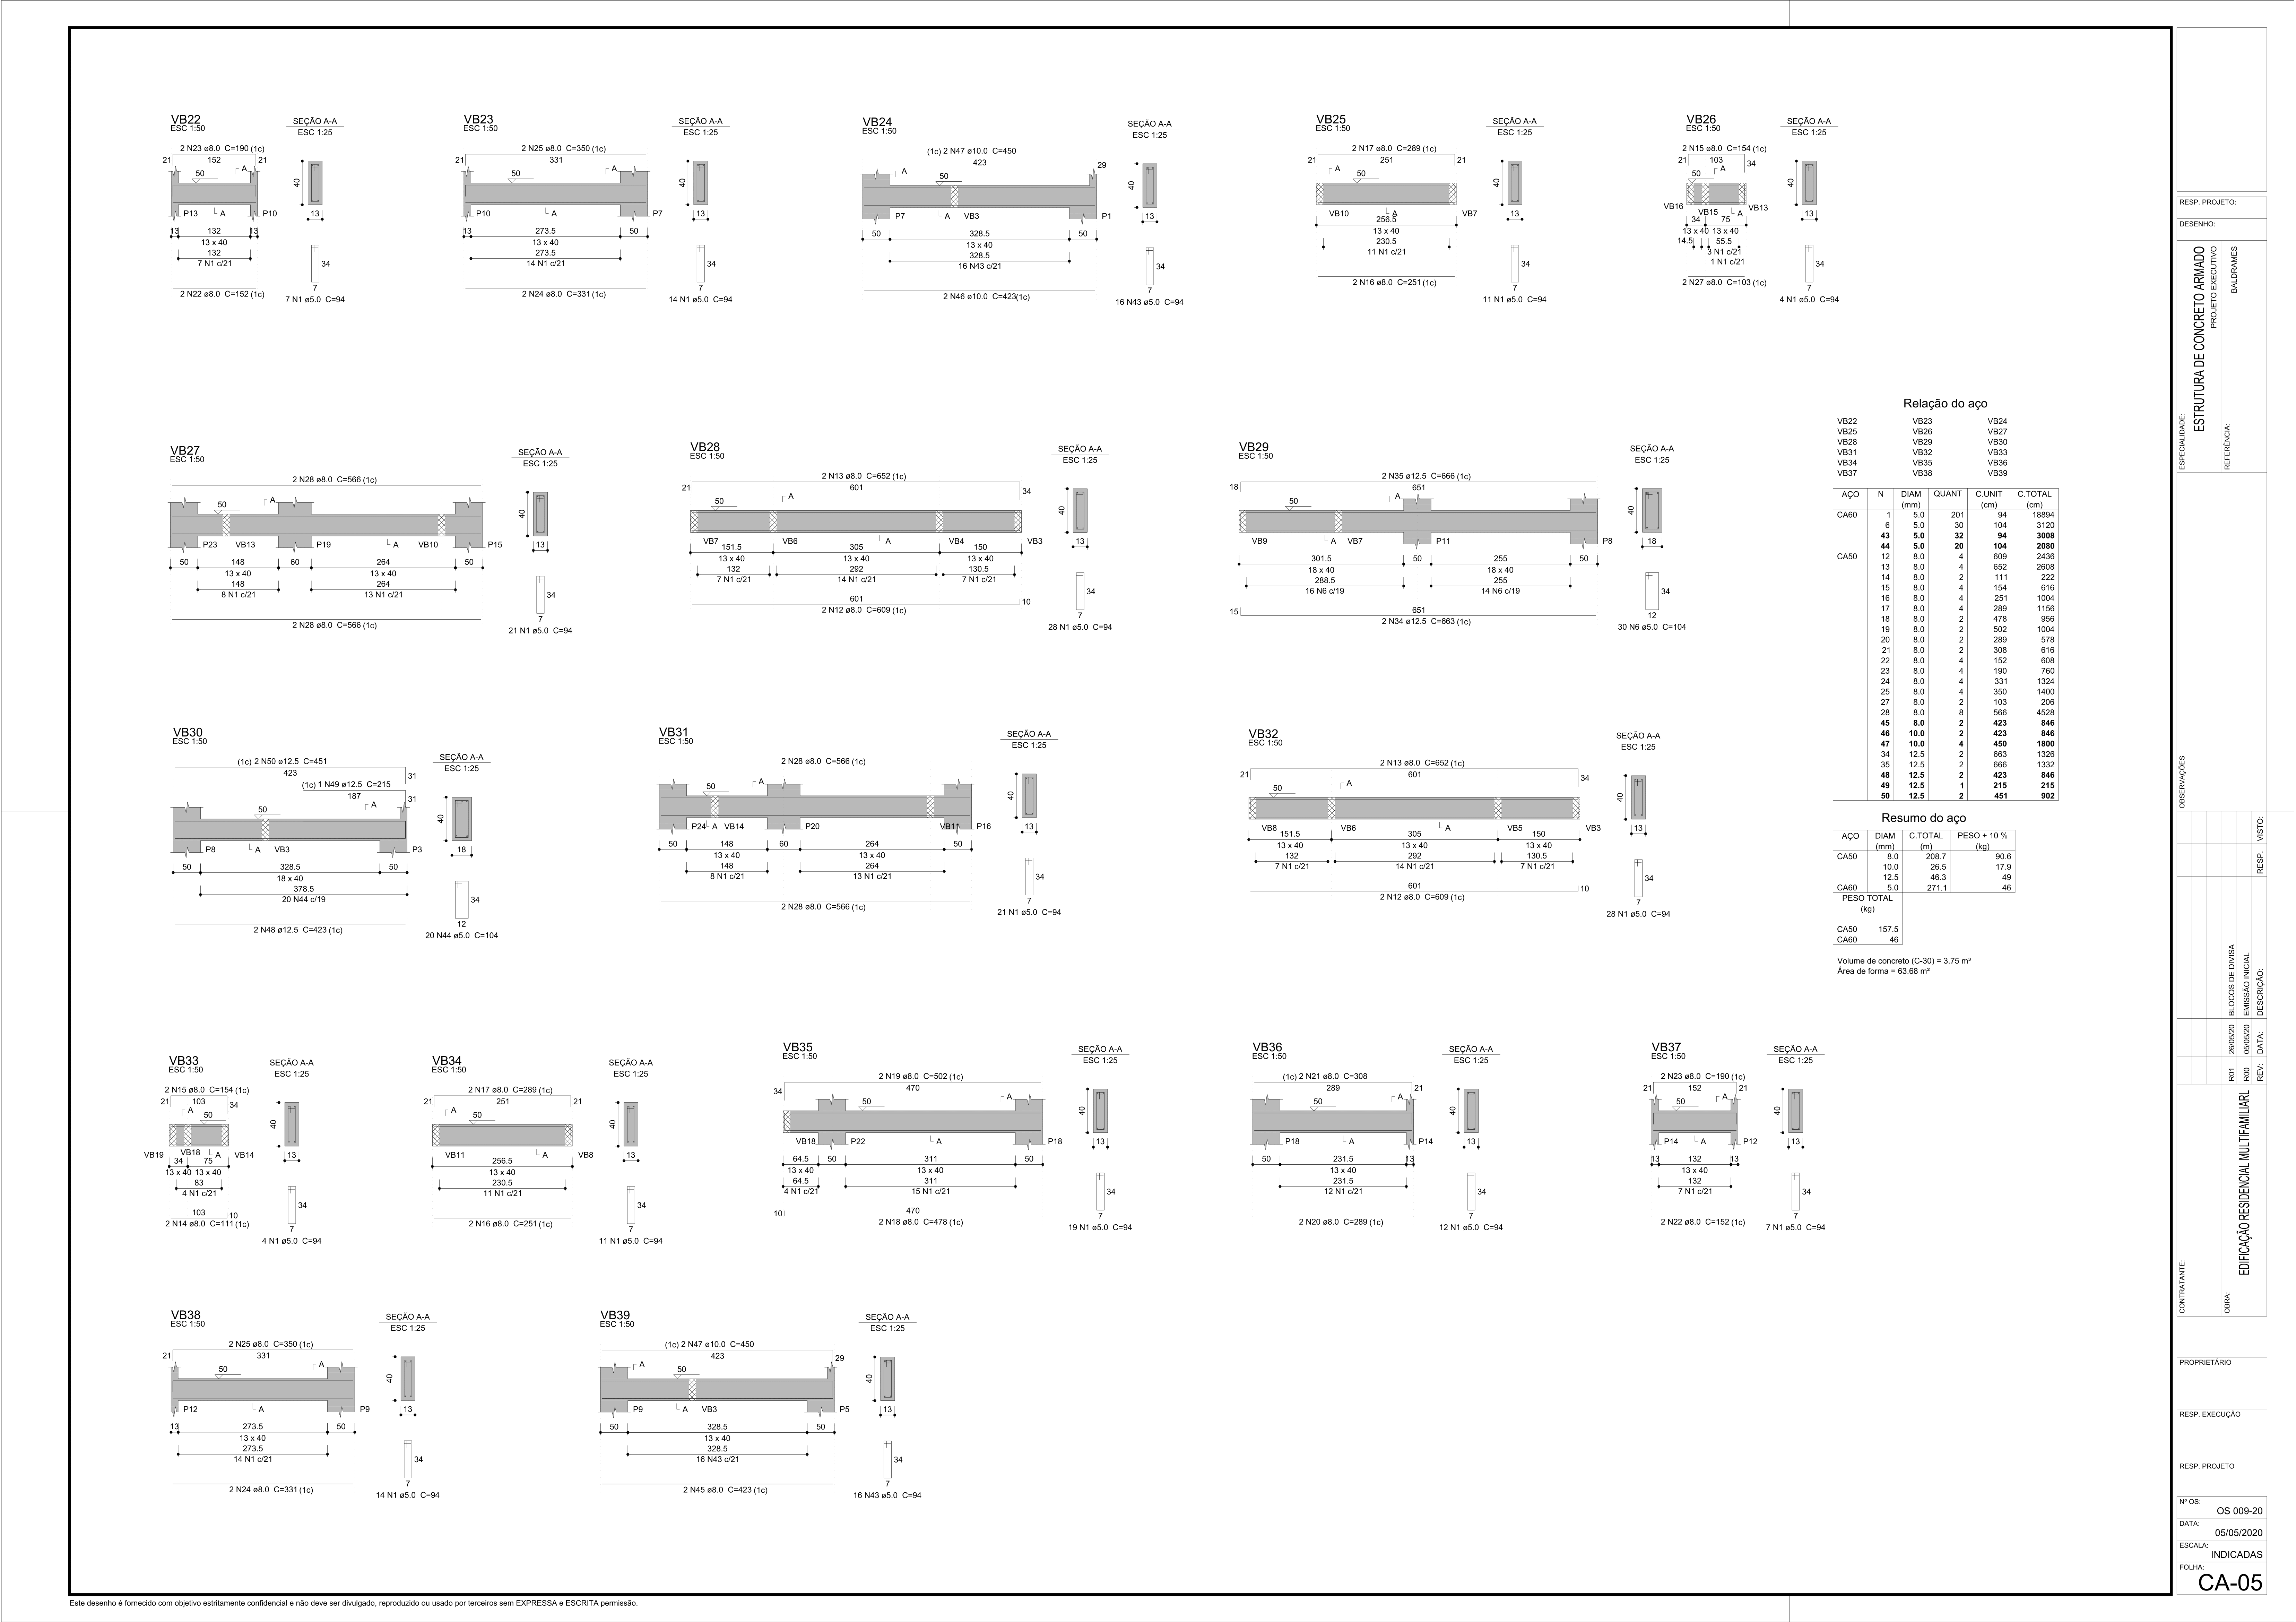 VB22
ESC 1:50
SEÇÃO A-A
ESC 1:25
2 N23 ø8.0 C=190 (1c)
21 152 21
A
50
40
P13 A P10
13
13 132 13
13 x 40
132
7 N1 c/21
34
7
2 N22 ø8.0 C=152 (1c)
7 N1 ø5.0 C=94
VB23
ESC 1:50
SEÇÃO A-A
ESC 1:25
2 N25 ø8.0 C=350 (1c)
21 331
A
50
40
P10 A P7
13
13 273.5 50
13 x 40
273.5
14 N1 c/21
34
7
2 N24 ø8.0 C=331 (1c)
14 N1 ø5.0 C=94
VB24
ESC 1:50
SEÇÃO A-A
ESC 1:25
(1c) 2 N47 ø10.0 C=450
423 29
A
50
40
P7 A VB3 P1
13
50 328.5 50
13 x 40
328.5
16 N43 c/21
34
7
2 N46 ø10.0 C=423(1c)
16 N43 ø5.0 C=94
VB25
ESC 1:50
SEÇÃO A-A
ESC 1:25
2 N17 ø8.0 C=289 (1c)
21 251 21
A
50
40
VB10 A VB7
13
256.5
13 x 40
230.5
11 N1 c/21
34
7
2 N16 ø8.0 C=251 (1c)
11 N1 ø5.0 C=94
VB26
ESC 1:50
SEÇÃO A-A
ESC 1:25
2 N15 ø8.0 C=154 (1c)
21 103 34
A
50
40
VB16 VB15 A VB13
13
34 75
13 x 40 13 x 40
14.5 55.5
3 N1 c/21
1 N1 c/21
34
7
2 N27 ø8.0 C=103 (1c)
4 N1 ø5.0 C=94
VB27
ESC 1:50
SEÇÃO A-A
ESC 1:25
2 N28 ø8.0 C=566 (1c)
A
50
40
P23 VB13 P19 A VB10 P15
13
50 148 60 264 50
13 x 40 13 x 40
148 264
8 N1 c/21 13 N1 c/21
34
7
2 N28 ø8.0 C=566 (1c)
21 N1 ø5.0 C=94
VB28
ESC 1:50
SEÇÃO A-A
ESC 1:25
2 N13 ø8.0 C=652 (1c)
21 601 34
A
50
40
VB7 VB6 A VB4 VB3
13
151.5 305 150
13 x 40 13 x 40 13 x 40
132 292 130.5
7 N1 c/21 14 N1 c/21 7 N1 c/21
34
7
601 10
2 N12 ø8.0 C=609 (1c)
28 N1 ø5.0 C=94
VB29
ESC 1:50
SEÇÃO A-A
ESC 1:25
2 N35 ø12.5 C=666 (1c)
18 651
A
50
40
VB9 A VB7 P11 P8
18
301.5 50 255 50
18 x 40 18 x 40
288.5 255
16 N6 c/19 14 N6 c/19
34
12
15 651
2 N34 ø12.5 C=663 (1c)
30 N6 ø5.0 C=104
VB30
ESC 1:50
SEÇÃO A-A
ESC 1:25
(1c) 2 N50 ø12.5 C=451
423 31
(1c) 1 N49 ø12.5 C=215
187 31
A
50
40
P8 A VB3 P3
18
50 328.5 50
18 x 40
378.5
20 N44 c/19
34
12
2 N48 ø12.5 C=423 (1c)
20 N44 ø5.0 C=104
VB31
ESC 1:50
SEÇÃO A-A
ESC 1:25
2 N28 ø8.0 C=566 (1c)
A
50
40
P24 A VB14 P20 VB11 P16
13
50 148 60 264 50
13 x 40 13 x 40
148 264
8 N1 c/21 13 N1 c/21
34
7
2 N28 ø8.0 C=566 (1c)
21 N1 ø5.0 C=94
VB32
ESC 1:50
SEÇÃO A-A
ESC 1:25
2 N13 ø8.0 C=652 (1c)
21 601 34
A
50
40
VB8 VB6 A VB5 VB3
13
151.5 305 150
13 x 40 13 x 40 13 x 40
132 292 130.5
7 N1 c/21 14 N1 c/21 7 N1 c/21
34
7
601 10
2 N12 ø8.0 C=609 (1c)
28 N1 ø5.0 C=94
VB33
ESC 1:50
SEÇÃO A-A
ESC 1:25
2 N15 ø8.0 C=154 (1c)
21 103 34
A
50
40
VB19 VB18 A VB14
13
34 75
13 x 40 13 x 40
83
4 N1 c/21
34
7
103 10
2 N14 ø8.0 C=111 (1c)
4 N1 ø5.0 C=94
VB34
ESC 1:50
SEÇÃO A-A
ESC 1:25
2 N17 ø8.0 C=289 (1c)
21 251 21
A
50
40
VB11 A VB8
13
256.5
13 x 40
230.5
11 N1 c/21
34
7
2 N16 ø8.0 C=251 (1c)
11 N1 ø5.0 C=94
VB35
ESC 1:50
SEÇÃO A-A
ESC 1:25
2 N19 ø8.0 C=502 (1c)
34 470
A
50
40
VB18 P22 A P18
13
64.5 50 311 50
13 x 40 13 x 40
64.5 311
4 N1 c/21 15 N1 c/21
34
7
10 470
2 N18 ø8.0 C=478 (1c)
19 N1 ø5.0 C=94
VB36
ESC 1:50
SEÇÃO A-A
ESC 1:25
(1c) 2 N21 ø8.0 C=308
289 21
A
50
40
P18 A P14
13
50 231.5 13
13 x 40
231.5
12 N1 c/21
34
7
2 N20 ø8.0 C=289 (1c)
12 N1 ø5.0 C=94
VB37
ESC 1:50
SEÇÃO A-A
ESC 1:25
2 N23 ø8.0 C=190 (1c)
21 152 21
A
50
40
P14 A P12
13
13 132 13
13 x 40
132
7 N1 c/21
34
7
2 N22 ø8.0 C=152 (1c)
7 N1 ø5.0 C=94
VB38
ESC 1:50
SEÇÃO A-A
ESC 1:25
2 N25 ø8.0 C=350 (1c)
21 331
A
50
40
P12 A P9
13
13 273.5 50
13 x 40
273.5
14 N1 c/21
34
7
2 N24 ø8.0 C=331 (1c)
14 N1 ø5.0 C=94
VB39
ESC 1:50
SEÇÃO A-A
ESC 1:25
(1c) 2 N47 ø10.0 C=450
423 29
A
50
40
P9 A VB3 P5
13
50 328.5 50
13 x 40
328.5
16 N43 c/21
34
7
2 N45 ø8.0 C=423 (1c)
16 N43 ø5.0 C=94
Relação do aço
VB22 VB23 VB24
VB25 VB26 VB27
VB28 VB29 VB30
VB31 VB32 VB33
VB34 VB35 VB36
VB37 VB38 VB39
AÇO N DIAM QUANT C.UNIT C.TOTAL
(mm) (cm) (cm)
CA60 1 5.0 201 94 18894
6 5.0 30 104 3120
43 5.0 32 94 3008
44 5.0 20 104 2080
CA50 12 8.0 4 609 2436
13 8.0 4 652 2608
14 8.0 2 111 222
15 8.0 4 154 616
16 8.0 4 251 1004
17 8.0 4 289 1156
18 8.0 2 478 956
19 8.0 2 502 1004
20 8.0 2 289 578
21 8.0 2 308 616
22 8.0 4 152 608
23 8.0 4 190 760
24 8.0 4 331 1324
25 8.0 4 350 1400
27 8.0 2 103 206
28 8.0 8 566 4528
45 8.0 2 423 846
46 10.0 2 423 846
47 10.0 4 450 1800
34 12.5 2 663 1326
35 12.5 2 666 1332
48 12.5 2 423 846
49 12.5 1 215 215
50 12.5 2 451 902
Resumo do aço
AÇO DIAM C.TOTAL PESO + 10 %
(mm) (m) (kg)
CA50 8.0 208.7 90.6
10.0 26.5 17.9
12.5 46.3 49
CA60 5.0 271.1 46
PESO TOTAL
(kg)
CA50 157.5
CA60 46
Volume de concreto (C-30) = 3.75 m³
Área de forma = 63.68 m²
RESP. PROJETO:
DESENHO:
ESPECIALIDADE:
ESTRUTURA DE CONCRETO ARMADO
PROJETO EXECUTIVO
REFERÊNCIA:
BALDRAMES
OBSERVAÇÕES
R01 26/05/20 BLOCOS DE DIVISA
R00 05/05/20 EMISSÃO INICIAL
REV: DATA: DESCRIÇÃO: RESP. VISTO:
CONTRATANTE:
OBRA:
EDIFICAÇÃO RESIDENCIAL MULTIFAMILIARL
PROPRIETÁRIO
RESP. EXECUÇÃO
RESP. PROJETO
Nº OS:
OS 009-20
DATA:
05/05/2020
ESCALA:
INDICADAS
FOLHA:
CA-05
Este desenho é fornecido com objetivo estritamente confidencial e não deve ser divulgado, reproduzido ou usado por terceiros sem EXPRESSA e ESCRITA permissão.